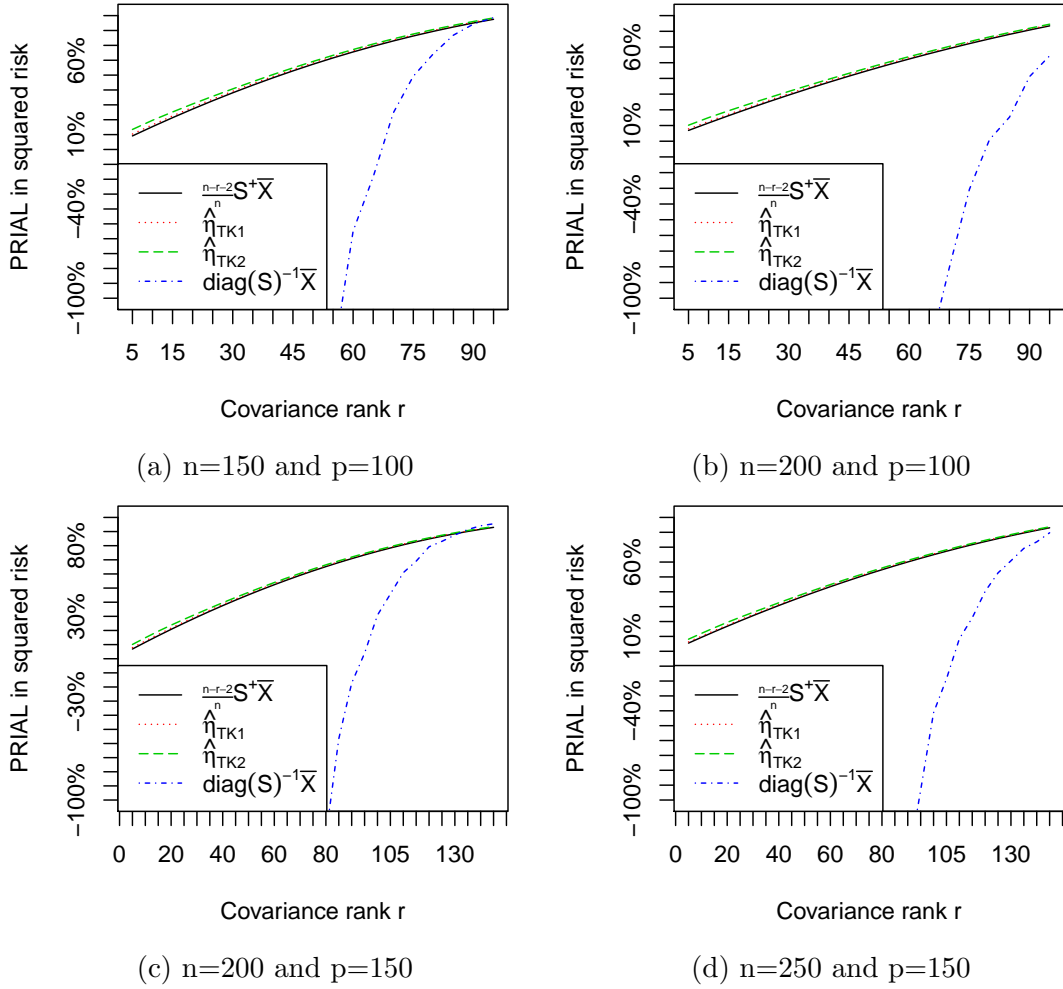 PRIAL in squared risk
60%
10%
−40%
−100%
n−r−2/n S⁺X̅
η̂TK1
η̂TK2
diag(S)⁻¹X̅
5 15 30 45 60 75 90
Covariance rank r
(a) n=150 and p=100
PRIAL in squared risk
60%
10%
−40%
−100%
n−r−2/n S⁺X̅
η̂TK1
η̂TK2
diag(S)⁻¹X̅
5 15 30 45 60 75 90
Covariance rank r
(b) n=200 and p=100
PRIAL in squared risk
80%
30%
−30%
−100%
n−r−2/n S⁺X̅
η̂TK1
η̂TK2
diag(S)⁻¹X̅
0 20 40 60 80 105 130
Covariance rank r
(c) n=200 and p=150
PRIAL in squared risk
60%
10%
−40%
−100%
n−r−2/n S⁺X̅
η̂TK1
η̂TK2
diag(S)⁻¹X̅
0 20 40 60 80 105 130
Covariance rank r
(d) n=250 and p=150